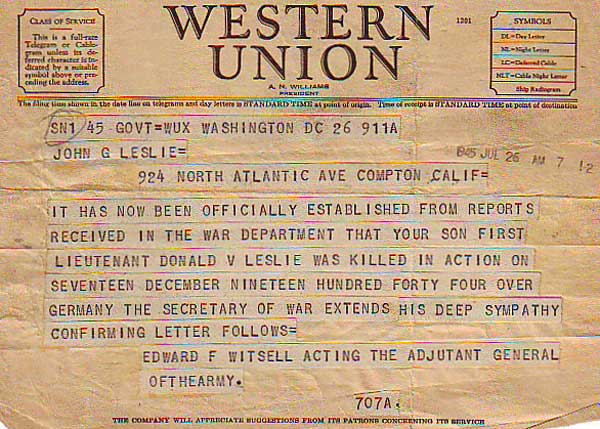 CLASS OF SERVICE
This is a full-rate
Telegram or Cable-
gram unless its de-
ferred character is in-
dicated by a suitable
symbol above or pre-
ceding the address.
WESTERN
UNION
A. N. WILLIAMS
PRESIDENT
1201
SYMBOLS
DL=Day Letter
NL=Night Letter
LC=Deferred Cable
NLT=Cable Night Letter
Ship Radiogram
The filing time shown in the date line on telegrams and day letters is STANDARD TIME at point of origin. Time of receipt is STANDARD TIME at point of destination
SN1 45 GOVT=WUX WASHINGTON DC 26 911A
JOHN G LESLIE=
1945 JUL 26 AM 7 12
924 NORTH ATLANTIC AVE COMPTON CALIF=
IT HAS NOW BEEN OFFICIALLY ESTABLISHED FROM REPORTS
RECEIVED IN THE WAR DEPARTMENT THAT YOUR SON FIRST
LIEUTENANT DONALD V LESLIE WAS KILLED IN ACTION ON
SEVENTEEN DECEMBER NINETEEN HUNDRED FORTY FOUR OVER
GERMANY THE SECRETARY OF WAR EXTENDS HIS DEEP SYMPATHY
CONFIRMING LETTER FOLLOWS=
EDWARD F WITSELL ACTING THE ADJUTANT GENERAL
OFTHEARMY.
707A.
THE COMPANY WILL APPRECIATE SUGGESTIONS FROM ITS PATRONS CONCERNING ITS SERVICE